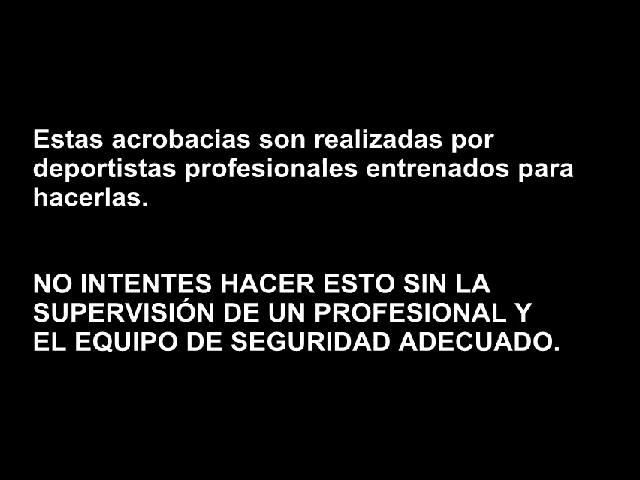 Estas acrobacias son realizadas por
deportistas profesionales entrenados para
hacerlas.
NO INTENTES HACER ESTO SIN LA
SUPERVISIÓN DE UN PROFESIONAL Y
EL EQUIPO DE SEGURIDAD ADECUADO.